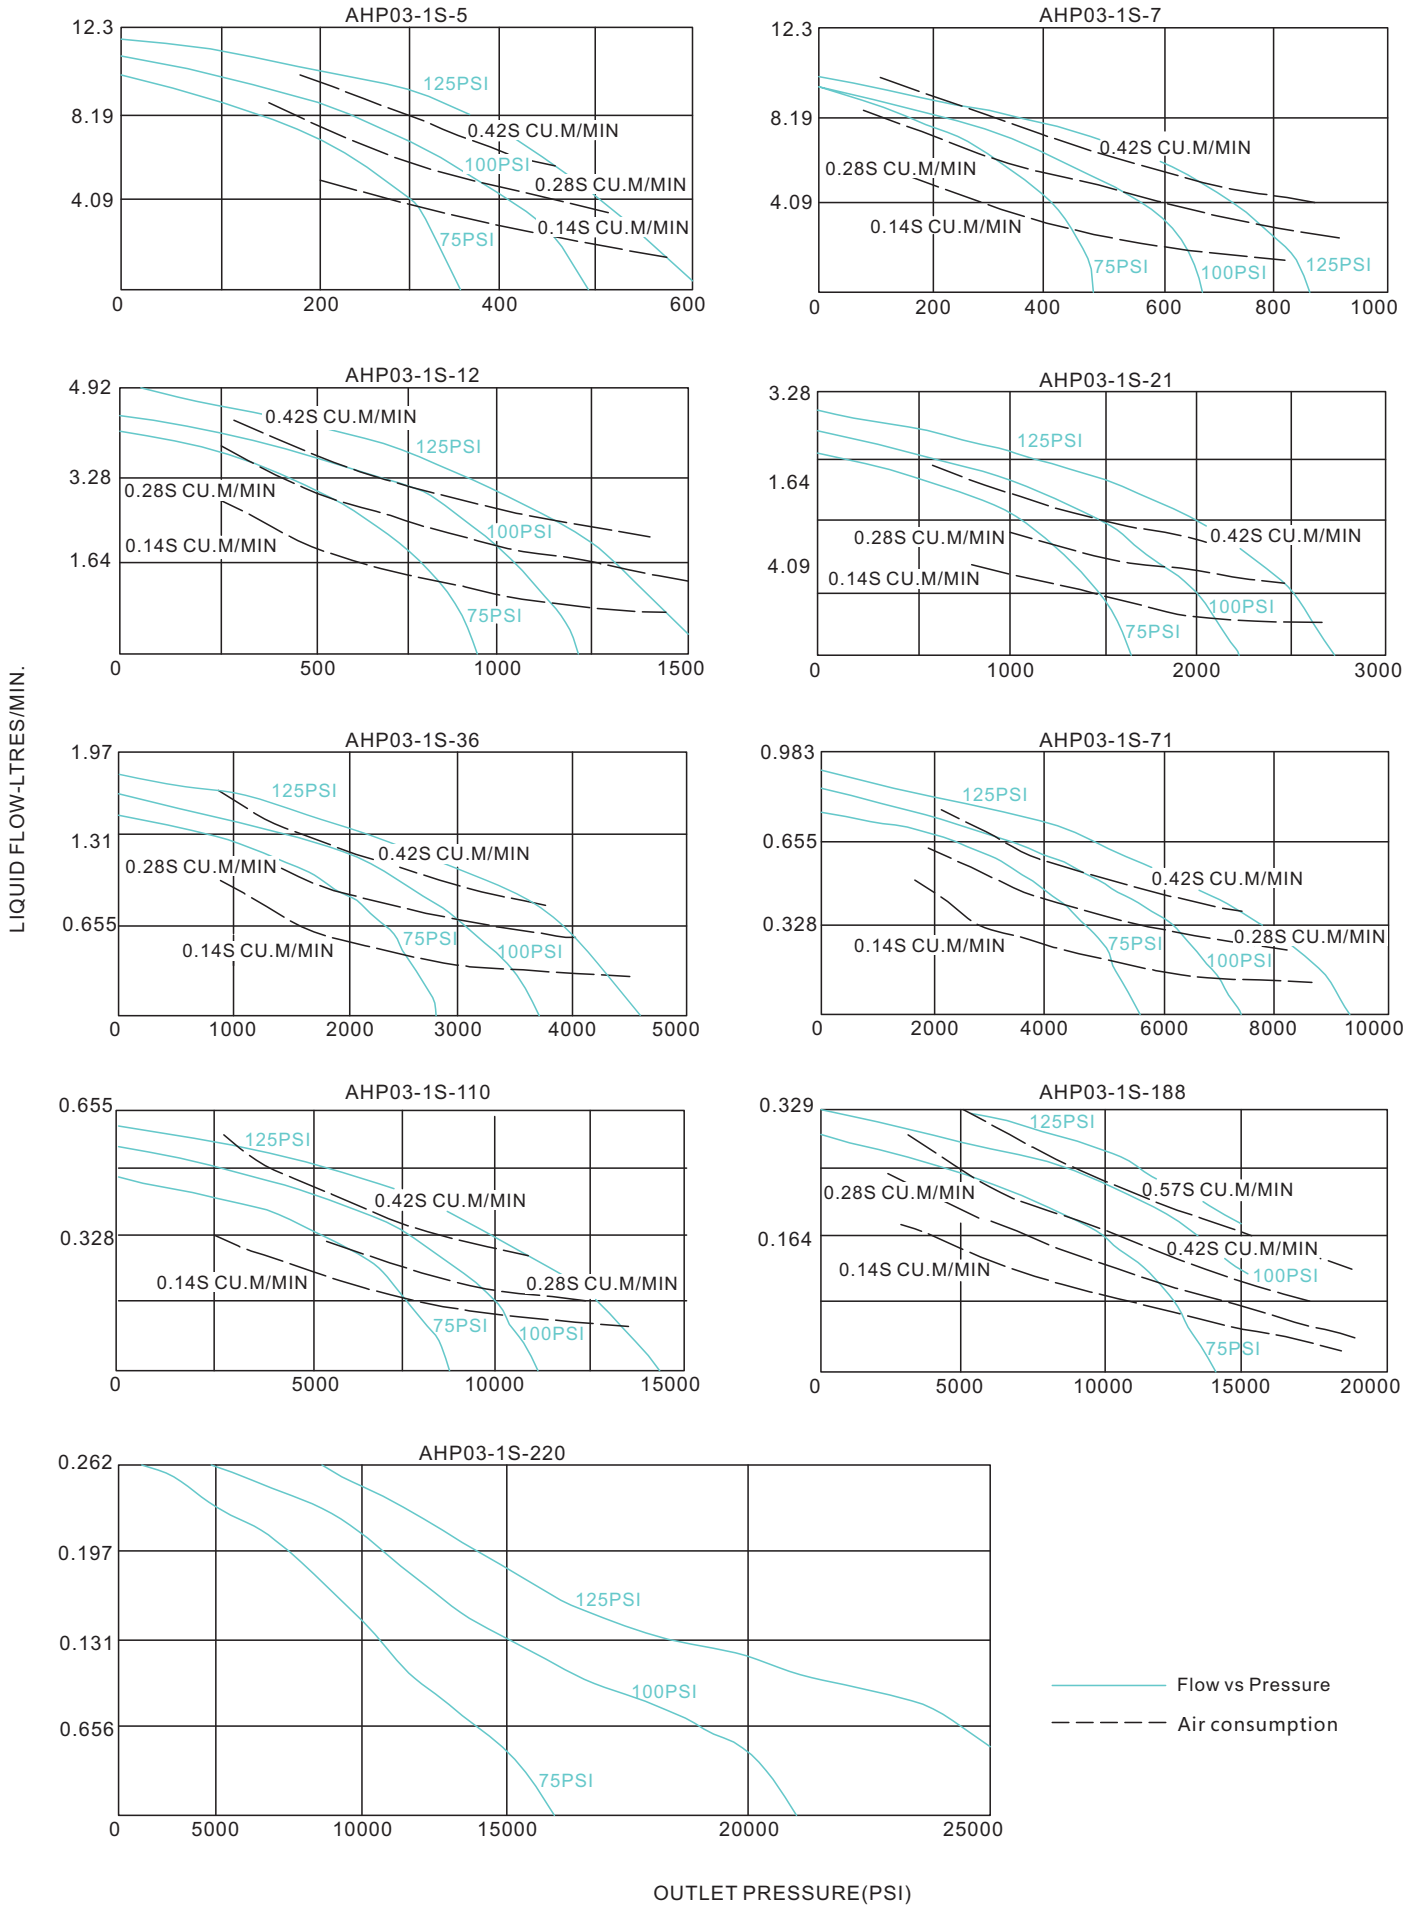 AHP03-1S-5
12.3
8.19
4.09
125PSI
0.42S CU.M/MIN
100PSI
0.28S CU.M/MIN
0.14S CU.M/MIN
75PSI
0 200 400 600
AHP03-1S-7
12.3
8.19
4.09
0.42S CU.M/MIN
0.28S CU.M/MIN
0.14S CU.M/MIN
75PSI
100PSI
125PSI
0 200 400 600 800 1000
AHP03-1S-12
4.92
3.28
1.64
0.42S CU.M/MIN
125PSI
0.28S CU.M/MIN
100PSI
0.14S CU.M/MIN
75PSI
0 500 1000 1500
AHP03-1S-21
3.28
1.64
4.09
125PSI
0.28S CU.M/MIN
0.42S CU.M/MIN
0.14S CU.M/MIN
100PSI
75PSI
0 1000 2000 3000
LIQUID FLOW-LTRES/MIN.
AHP03-1S-36
1.97
1.31
0.655
125PSI
0.42S CU.M/MIN
0.28S CU.M/MIN
75PSI
0.14S CU.M/MIN
100PSI
0 1000 2000 3000 4000 5000
AHP03-1S-71
0.983
0.655
0.328
125PSI
0.42S CU.M/MIN
0.28S CU.M/MIN
0.14S CU.M/MIN
75PSI
100PSI
0 2000 4000 6000 8000 10000
AHP03-1S-110
0.655
0.328
125PSI
0.42S CU.M/MIN
0.14S CU.M/MIN
0.28S CU.M/MIN
75PSI
100PSI
0 5000 10000 15000
AHP03-1S-188
0.329
0.164
125PSI
0.28S CU.M/MIN
0.57S CU.M/MIN
0.42S CU.M/MIN
0.14S CU.M/MIN
100PSI
75PSI
0 5000 10000 15000 20000
AHP03-1S-220
0.262
0.197
0.131
0.656
125PSI
100PSI
75PSI
0 5000 10000 15000 20000 25000
Flow vs Pressure
Air consumption
OUTLET PRESSURE(PSI)